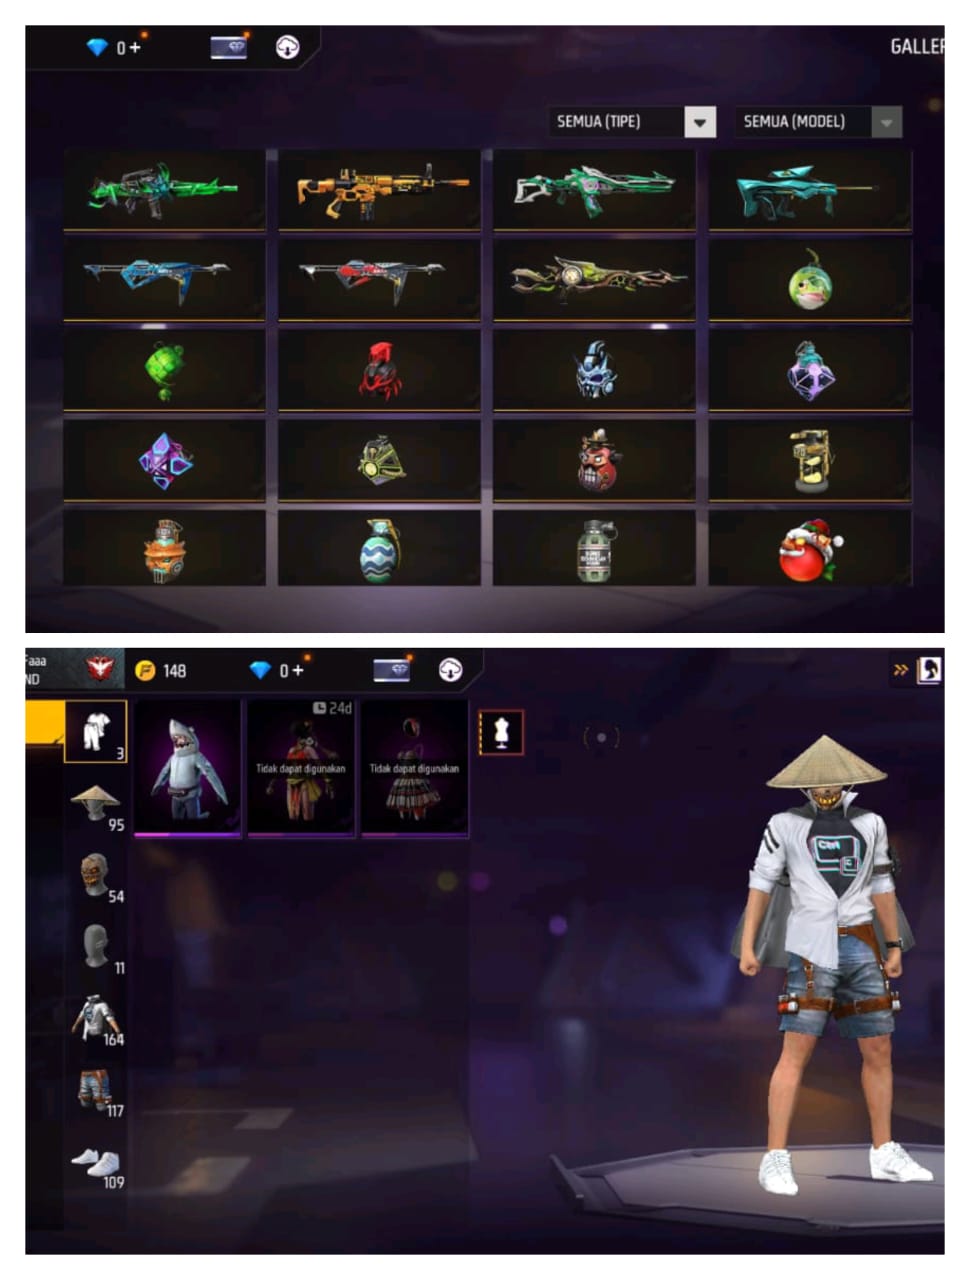 0+
GALLER
SEMUA (TIPE)
SEMUA (MODEL)
Faaa
ND
148
0+
24d
Tidak dapat digunakan
Tidak dapat digunakan
3
95
54
11
164
117
109
Ctrl
C